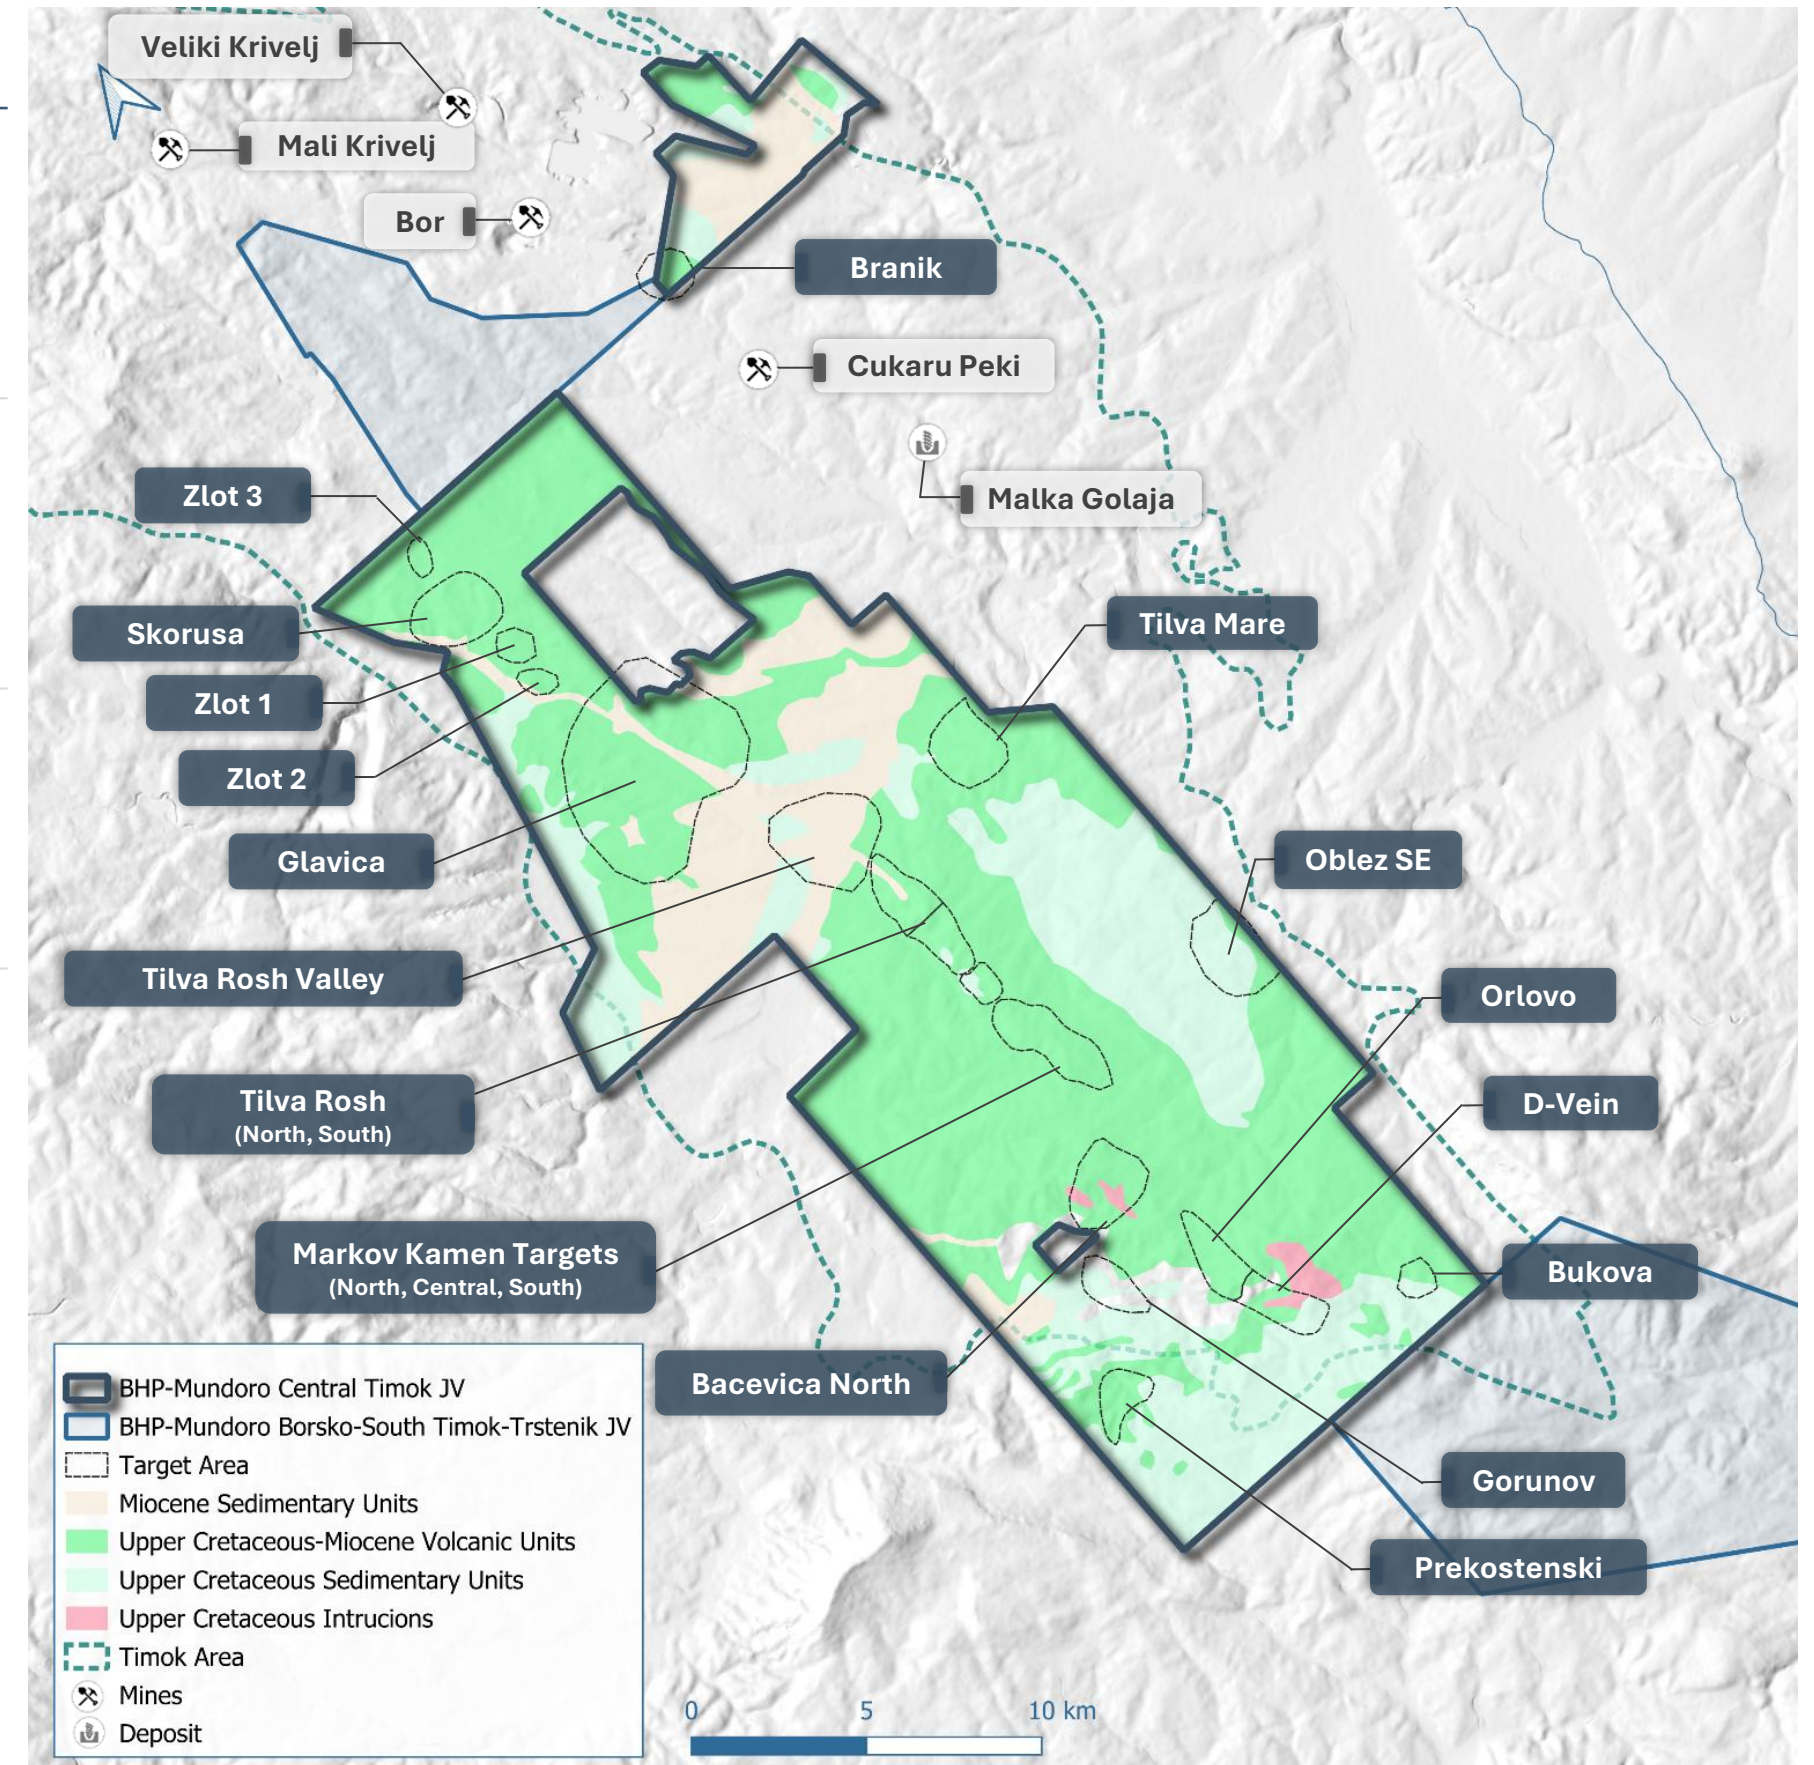 Veliki Krivelj
Mali Krivelj
Bor
Branik
Cukaru Peki
Zlot 3
Malka Golaja
Skorusa
Tilva Mare
Zlot 1
Zlot 2
Glavica
Oblez SE
Tilva Rosh Valley
Orlovo
Tilva Rosh
(North, South)
D-Vein
Markov Kamen Targets
(North, Central, South)
Bukova
Bacevica North
Gorunov
Prekostenski
BHP-Mundoro Central Timok JV
BHP-Mundoro Borsko-South Timok-Trstenik JV
Target Area
Miocene Sedimentary Units
Upper Cretaceous-Miocene Volcanic Units
Upper Cretaceous Sedimentary Units
Upper Cretaceous Intrucions
Timok Area
Mines
Deposit
0 5 10 km